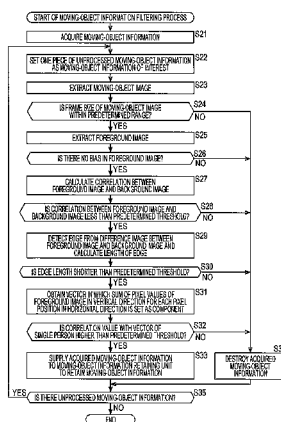 START OF MOVING-OBJECT INFORMATION FILTERING PROCESS
S21
ACQUIRE MOVING-OBJECT INFORMATION
S22
SET ONE PIECE OF UNPROCESSED MOVING-OBJECT INFORMATION
AS MOVING-OBJECT INFORMATION OF INTEREST
S23
EXTRACT MOVING-OBJECT IMAGE
S24
IS FRAME SIZE OF MOVING-OBJECT IMAGE
WITHIN PREDETERMINED RANGE?
NO
YES
S25
EXTRACT FOREGROUND IMAGE
S26
IS THERE NO BIAS IN FOREGROUND IMAGE?
NO
YES
S27
CALCULATE CORRELATION BETWEEN
FOREGROUND IMAGE AND BACKGROUND IMAGE
S28
IS CORRELATION BETWEEN FOREGROUND IMAGE AND
BACKGROUND IMAGE LESS THAN PREDETERMINED THRESHOLD?
NO
YES
S29
DETECT EDGE FROM DIFFERENCE IMAGE BETWEEN
FOREGROUND IMAGE AND BACKGROUND IMAGE AND
CALCULATE LENGTH OF EDGE
S30
IS EDGE LENGTH SHORTER THAN PREDETERMINED THRESHOLD?
NO
YES
S31
OBTAIN VECTOR IN WHICH SUM OF PIXEL VALUES OF
FOREGROUND IMAGE IN VERTICAL DIRECTION FOR EACH PIXEL
POSITION IN HORIZONTAL DIRECTION IS SET AS COMPONENT
S32
IS CORRELATION VALUE WITH VECTOR OF
SINGLE PERSON HIGHER THAN PREDETERMINED THRESHOLD?
NO
YES
S33
SUPPLY ACQUIRED MOVING-OBJECT INFORMATION
TO MOVING-OBJECT INFORMATION RETAINING UNIT
TO RETAIN MOVING-OBJECT INFORMATION
DESTROY ACQUIRED
MOVING-OBJECT
INFORMATION
S35
YES
IS THERE UNPROCESSED MOVING-OBJECT INFORMATION?
NO
END